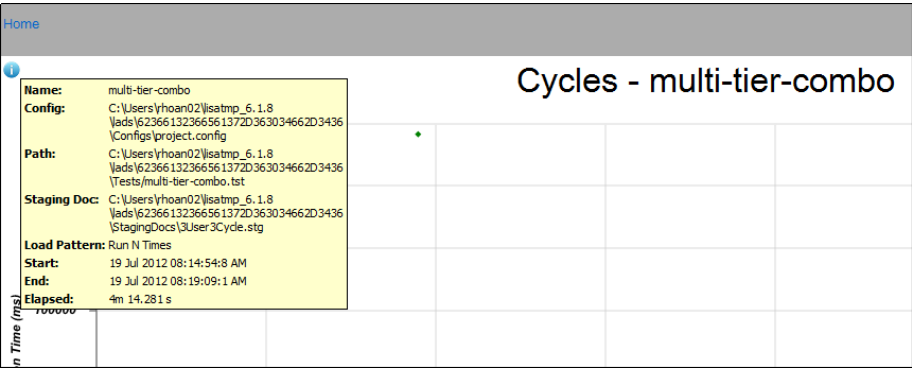 Home
Cycles - multi-tier-combo
Name: multi-tier-combo
Config: C:\Users\rhoan02\lisatmp_6.1.8
\lads\62366132366561372D363034662D3436
\Configs\project.config
Path: C:\Users\rhoan02\lisatmp_6.1.8
\lads\62366132366561372D363034662D3436
\Tests/multi-tier-combo.tst
Staging Doc: C:\Users\rhoan02\lisatmp_6.1.8
\lads\62366132366561372D363034662D3436
\StagingDocs\3User3Cycle.stg
Load Pattern: Run N Times
Start: 19 Jul 2012 08:14:54:8 AM
End: 19 Jul 2012 08:19:09:1 AM
Elapsed: 4m 14.281 s
100000
n Time (ms)